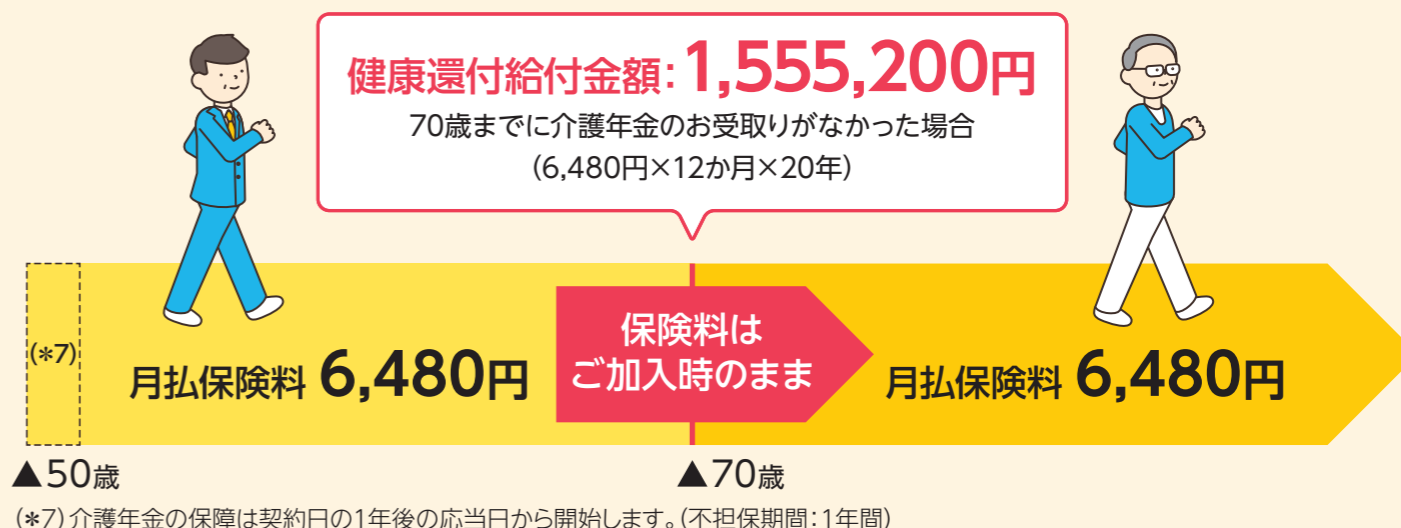 健康還付給付金額：1,555,200円
70歳までに介護年金のお受取りがなかった場合
（6,480円×12か月×20年）
(＊7)
月払保険料 6,480円
保険料は
ご加入時のまま
月払保険料 6,480円
▲50歳
▲70歳
（＊7）介護年金の保障は契約日の1年後の応当日から開始します。（不担保期間：1年間）